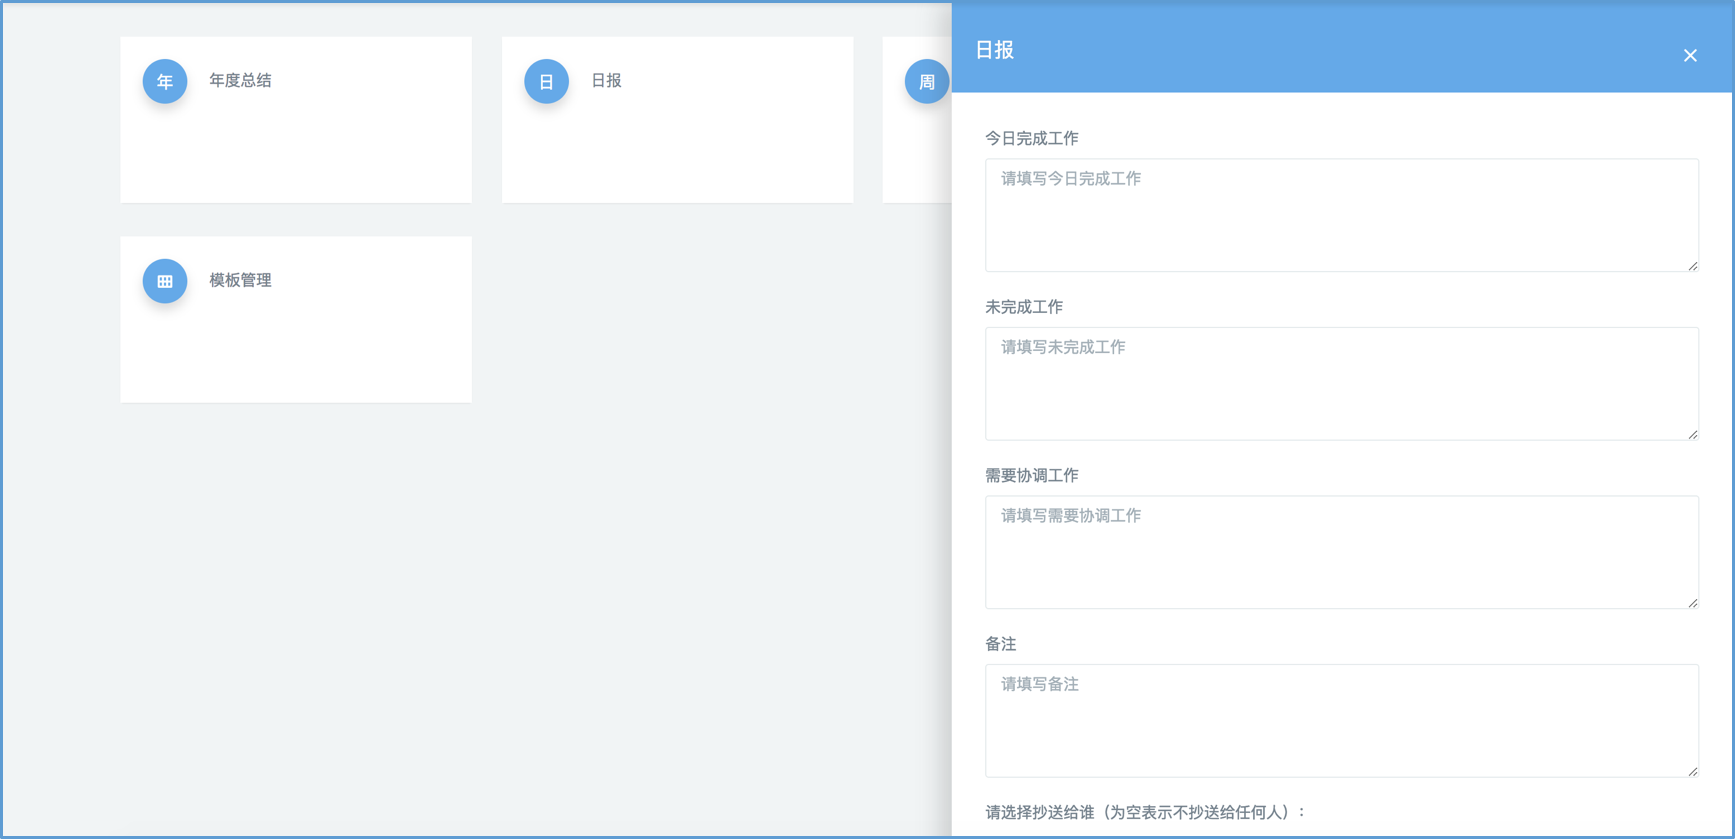 年 年度总结
日 日报
周
模板管理
日报
今日完成工作
请填写今日完成工作
未完成工作
请填写未完成工作
需要协调工作
请填写需要协调工作
备注
请填写备注
请选择抄送给谁（为空表示不抄送给任何人）：